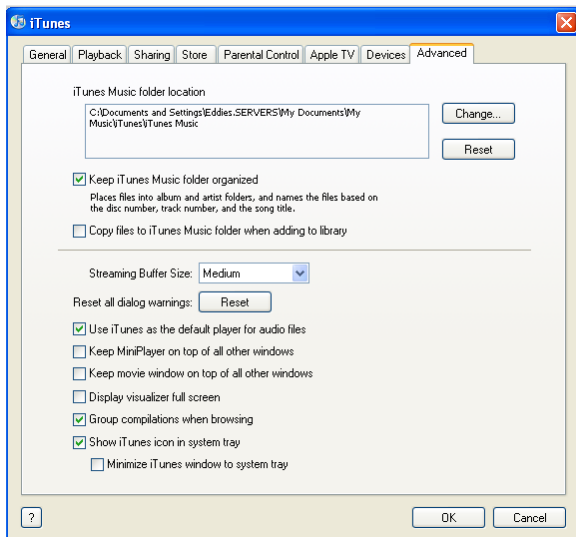 iTunes
General Playback Sharing Store Parental Control Apple TV Devices Advanced
iTunes Music folder location
C:\Documents and Settings\Eddies.SERVERS\My Documents\My
Music\iTunes\iTunes Music
Change...
Reset
Keep iTunes Music folder organized
Places files into album and artist folders, and names the files based on
the disc number, track number, and the song title.
Copy files to iTunes Music folder when adding to library
Streaming Buffer Size: Medium
Reset all dialog warnings: Reset
Use iTunes as the default player for audio files
Keep MiniPlayer on top of all other windows
Keep movie window on top of all other windows
Display visualizer full screen
Group compilations when browsing
Show iTunes icon in system tray
Minimize iTunes window to system tray
? OK Cancel